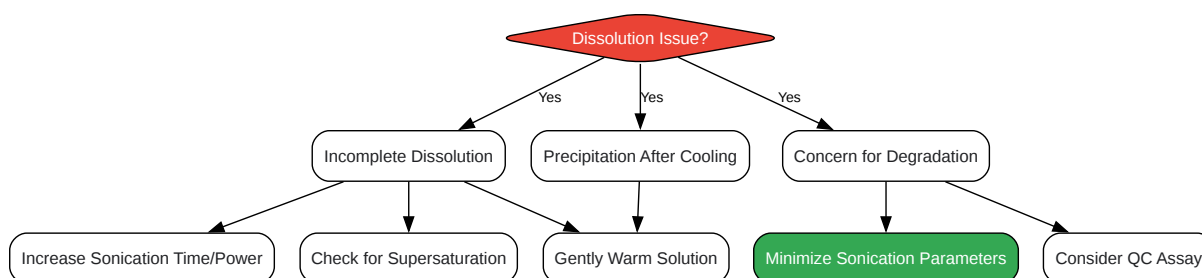 Dissolution Issue?
Yes
Yes
Yes
Incomplete Dissolution
Precipitation After Cooling
Concern for Degradation
Increase Sonication Time/Power
Check for Supersaturation
Gently Warm Solution
Minimize Sonication Parameters
Consider QC Assay